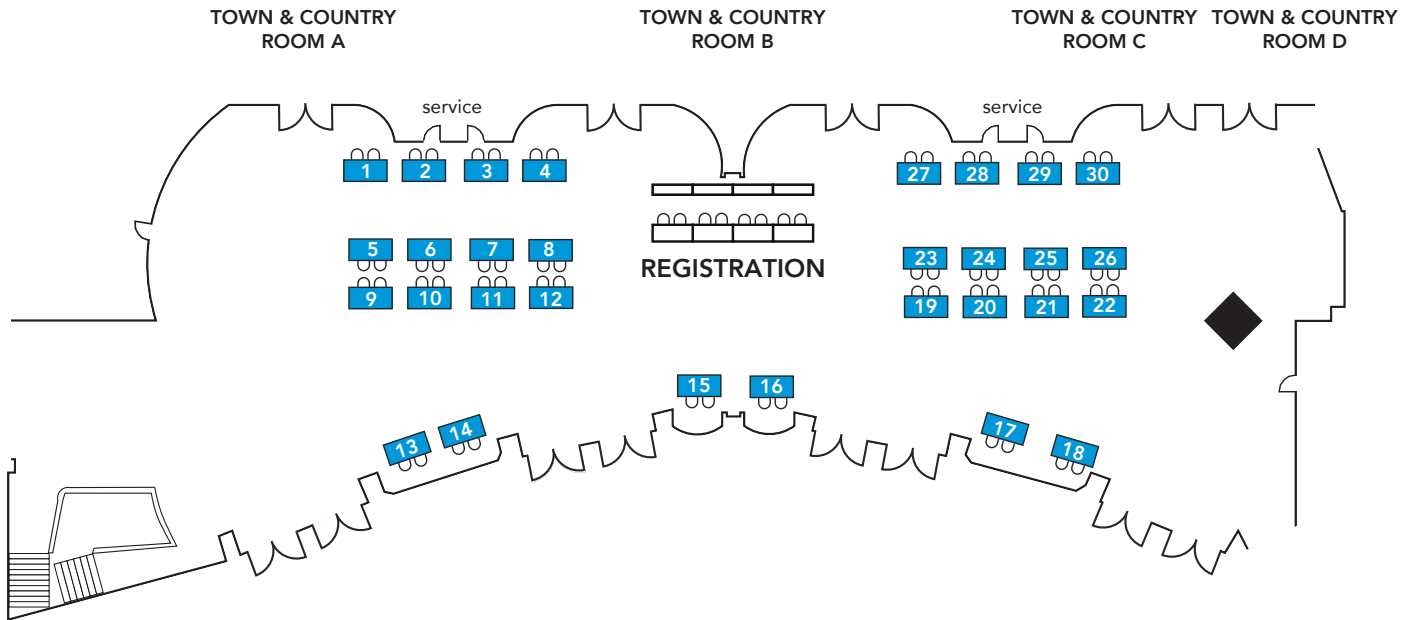 TOWN & COUNTRY
ROOM A
TOWN & COUNTRY
ROOM B
TOWN & COUNTRY
ROOM C
TOWN & COUNTRY
ROOM D
service
service
1 2 3 4
27 28 29 30
5 6 7 8
REGISTRATION
23 24 25 26
9 10 11 12
19 20 21 22
15 16
13 14
17 18